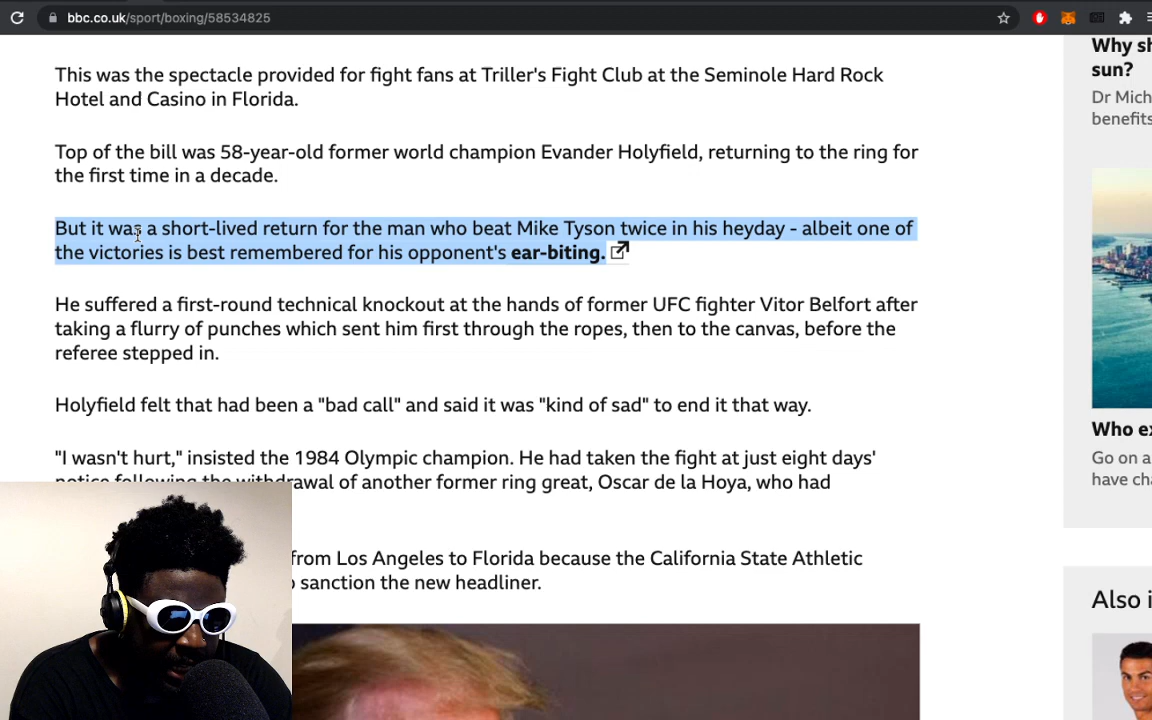 bbc.co.uk/sport/boxing/58534825
This was the spectacle provided for fight fans at Triller's Fight Club at the Seminole Hard Rock
Hotel and Casino in Florida.
Top of the bill was 58-year-old former world champion Evander Holyfield, returning to the ring for
the first time in a decade.
But it was a short-lived return for the man who beat Mike Tyson twice in his heyday - albeit one of
the victories is best remembered for his opponent's ear-biting.
He suffered a first-round technical knockout at the hands of former UFC fighter Vitor Belfort after
taking a flurry of punches which sent him first through the ropes, then to the canvas, before the
referee stepped in.
Holyfield felt that had been a "bad call" and said it was "kind of sad" to end it that way.
"I wasn't hurt," insisted the 1984 Olympic champion. He had taken the fight at just eight days'
notice following the withdrawal of another former ring great, Oscar de la Hoya, who had
from Los Angeles to Florida because the California State Athletic
sanction the new headliner.
Why
sun?
Dr
benefits
Who
Go on a
have
Also